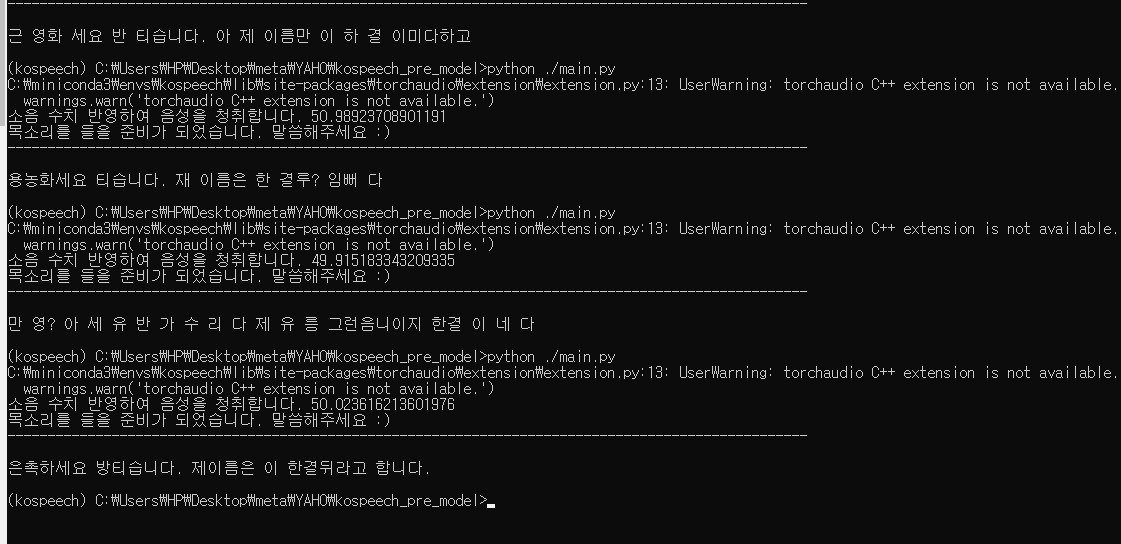 --------------------------------------------------------------------------------
근 영화 세요 반 티습니다. 아 제 이름만 이 하 결 이미다하고
(kospeech) C:\Users\HP\Desktop\meta\YAHO\kospeech_pre_model>python ./main.py
C:\miniconda3\envs\kospeech\lib\site-packages\torchaudio\extension\extension.py:13: UserWarning: torchaudio C++ extension is not available.
  warnings.warn('torchaudio C++ extension is not available.')
소음 수치 반영하여 음성을 청취합니다. 50.98923708901191
목소리를 들을 준비가 되었습니다. 말씀해주세요 :)
--------------------------------------------------------------------------------
용농화세요 티습니다. 재 이름은 한 결루? 임뻐 다
(kospeech) C:\Users\HP\Desktop\meta\YAHO\kospeech_pre_model>python ./main.py
C:\miniconda3\envs\kospeech\lib\site-packages\torchaudio\extension\extension.py:13: UserWarning: torchaudio C++ extension is not available.
  warnings.warn('torchaudio C++ extension is not available.')
소음 수치 반영하여 음성을 청취합니다. 49.915183343209335
목소리를 들을 준비가 되었습니다. 말씀해주세요 :)
--------------------------------------------------------------------------------
만 영? 아 세 유 반 가 수 리 다 제 유 릉 그런음니이지 한결 이 네 다
(kospeech) C:\Users\HP\Desktop\meta\YAHO\kospeech_pre_model>python ./main.py
C:\miniconda3\envs\kospeech\lib\site-packages\torchaudio\extension\extension.py:13: UserWarning: torchaudio C++ extension is not available.
  warnings.warn('torchaudio C++ extension is not available.')
소음 수치 반영하여 음성을 청취합니다. 50.023616213601976
목소리를 들을 준비가 되었습니다. 말씀해주세요 :)
--------------------------------------------------------------------------------
은촉하세요 방티습니다. 제이름은 이 한결뒤라고 합니다.
(kospeech) C:\Users\HP\Desktop\meta\YAHO\kospeech_pre_model>